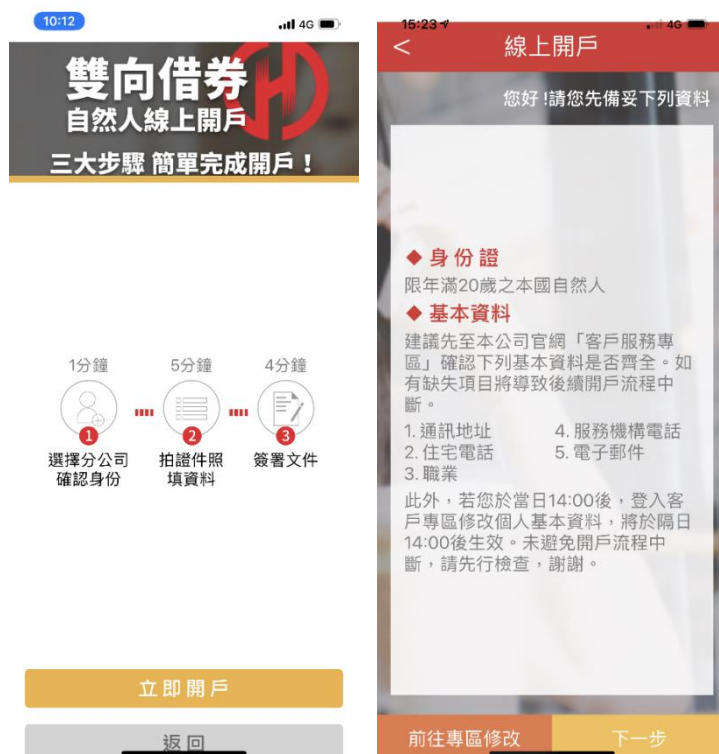 10:12
4G
雙向借券
自然人線上開戶
三大步驟 簡單完成開戶！
1分鐘 5分鐘 4分鐘
1 2 3
選擇分公司 拍證件照 簽署文件
確認身份 填資料
立即開戶
返回
15:23
4G
< 線上開戶
您好 !請您先備妥下列資料
◆ 身份證
限年滿20歲之本國自然人
◆ 基本資料
建議先至本公司官網「客戶服務專
區」確認下列基本資料是否齊全。如
有缺失項目將導致後續開戶流程中
斷。
1. 通訊地址 4. 服務機構電話
2. 住宅電話 5. 電子郵件
3. 職業
此外，若您於當日14:00後，登入客
戶專區修改個人基本資料，將於隔日
14:00後生效。未避免開戶流程中
斷，請先行檢查，謝謝。
前往專區修改 下一步